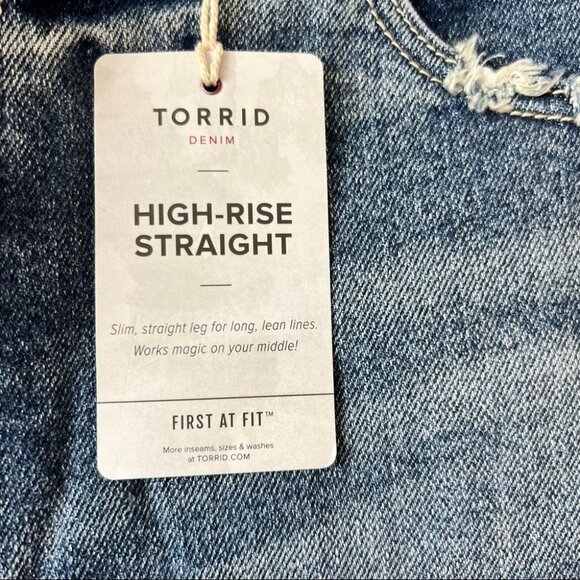 TORRID
DENIM
HIGH-RISE
STRAIGHT
Slim, straight leg for long, lean lines.
Works magic on your middle!
FIRST AT FIT™
More inseams, sizes & washes
at TORRID.COM